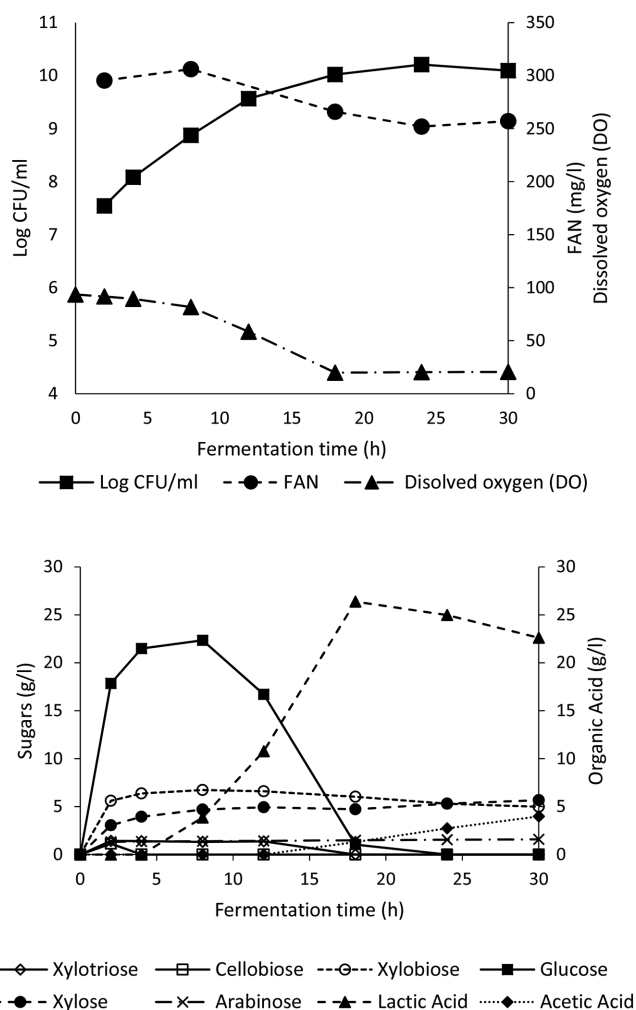 11
10
9
8
7
6
5
4
Log CFU/ml
350
300
250
200
150
100
50
0
FAN (mg/l)
Dissolved oxygen (DO)
0 5 10 15 20 25 30
Fermentation time (h)
Log CFU/ml FAN Disolved oxygen (DO)
30
25
20
15
10
5
0
Sugars (g/l)
30
25
20
15
10
5
0
Organic Acid (g/l)
0 5 10 15 20 25 30
Fermentation time (h)
Xylotriose Cellobiose Xylobiose Glucose
Xylose Arabinose Lactic Acid Acetic Acid